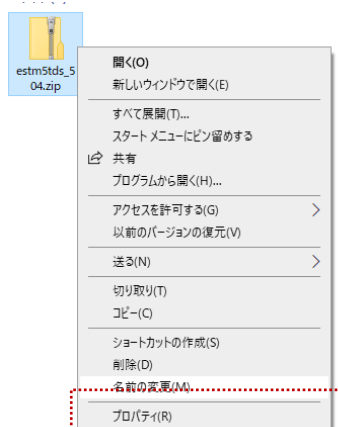 estm5tds_5
04.zip
開く(O)
新しいウィンドウで開く(E)
すべて展開(T)...
スタート メニューにピン留めする
共有
プログラムから開く(H)...
アクセスを許可する(G)
以前のバージョンの復元(V)
送る(N)
切り取り(T)
コピー(C)
ショートカットの作成(S)
削除(D)
名前の変更(M)
プロパティ(R)